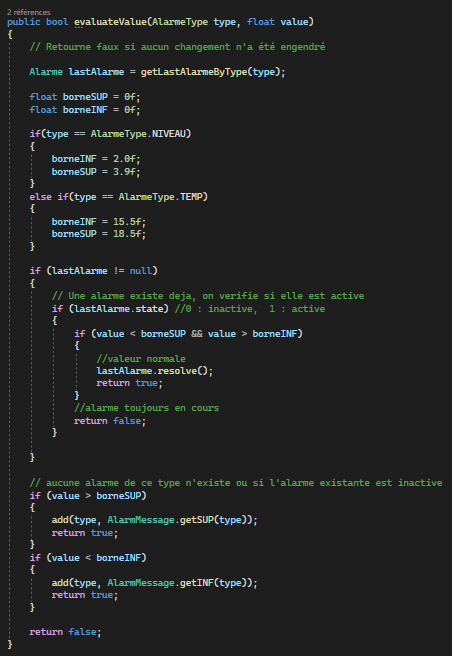 2 références
public bool evaluateValue(AlarmeType type, float value)
{
// Retourne faux si aucun changement n'a été engendré
Alarme lastAlarme = getLastAlarmeByType(type);
float borneSUP = 0f;
float borneINF = 0f;
if(type == AlarmeType.NIVEAU)
{
borneINF = 2.0f;
borneSUP = 3.9f;
}
else if(type == AlarmeType.TEMP)
{
borneINF = 15.5f;
borneSUP = 18.5f;
}
if (lastAlarme != null)
{
// Une alarme existe deja, on verifie si elle est active
if (lastAlarme.state) //0 : inactive, 1 : active
{
if (value < borneSUP && value > borneINF)
{
//valeur normale
lastAlarme.resolve();
return true;
}
//alarme toujours en cours
return false;
}
}
// aucune alarme de ce type n'existe ou si l'alarme existante est inactive
if (value > borneSUP)
{
add(type, AlarmMessage.getSUP(type));
return true;
}
if (value < borneINF)
{
add(type, AlarmMessage.getINF(type));
return true;
}
return false;
}